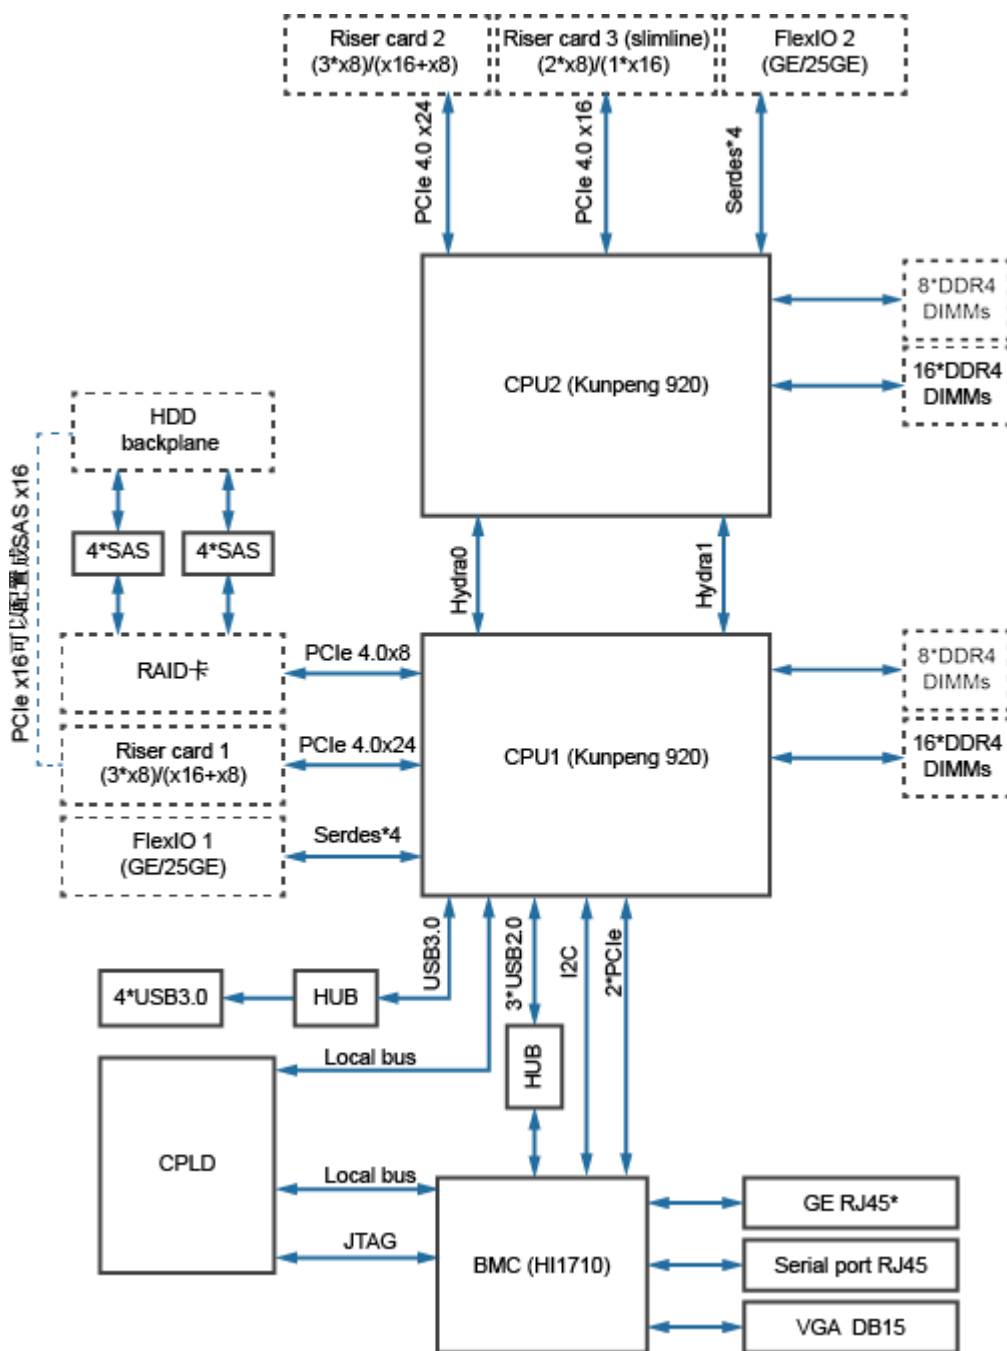 Riser card 2
(3*x8)/(x16+x8)
Riser card 3 (slimline)
(2*x8)/(1*x16)
FlexIO 2
(GE/25GE)
PCIe 4.0 x24
PCIe 4.0 x16
Serdes*4
CPU2 (Kunpeng 920)
8*DDR4
DIMMs
16*DDR4
DIMMs
HDD
backplane
4*SAS
4*SAS
PCIe x16可以配置成SAS x16
Hydra0
Hydra1
RAID卡
PCIe 4.0x8
Riser card 1
(3*x8)/(x16+x8)
PCIe 4.0x24
FlexIO 1
(GE/25GE)
Serdes*4
CPU1 (Kunpeng 920)
8*DDR4
DIMMs
16*DDR4
DIMMs
USB3.0
3*USB2.0
I2C
2*PCIe
4*USB3.0
HUB
HUB
Local bus
CPLD
Local bus
JTAG
BMC (HI1710)
GE RJ45*
Serial port RJ45
VGA DB15